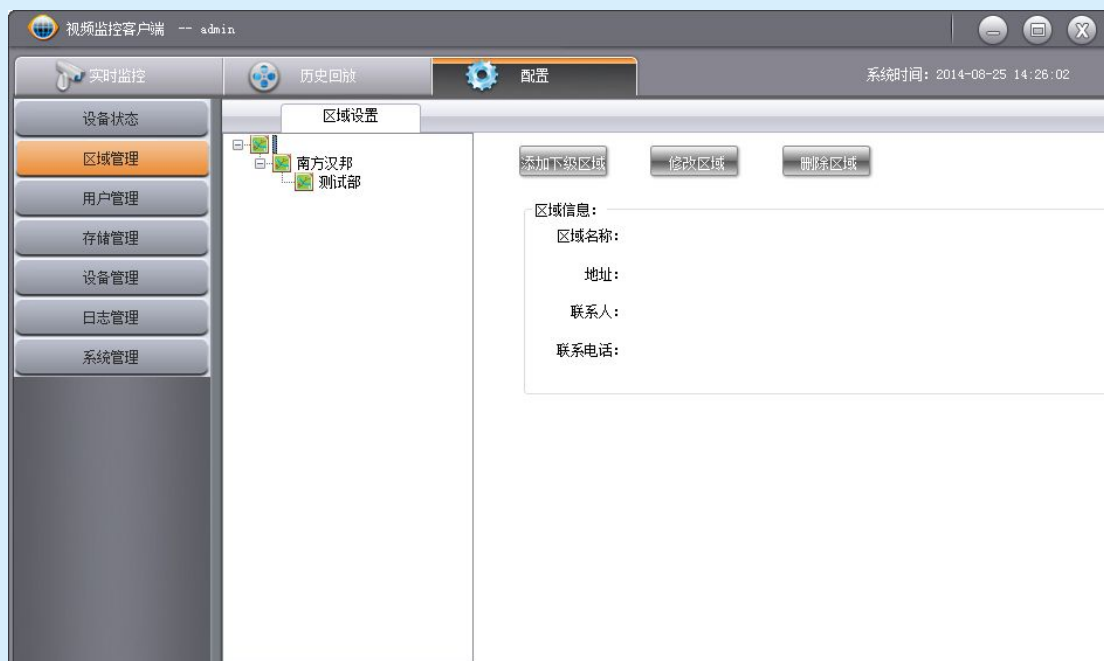 视频监控客户端 -- admin
实时监控 历史回放 配置 系统时间：2014-08-25 14:26:02
设备状态
区域管理
用户管理
存储管理
设备管理
日志管理
系统管理
区域设置
南方汉邦
测试部
添加下级区域 修改区域 删除区域
区域信息：
区域名称：
地址：
联系人：
联系电话：